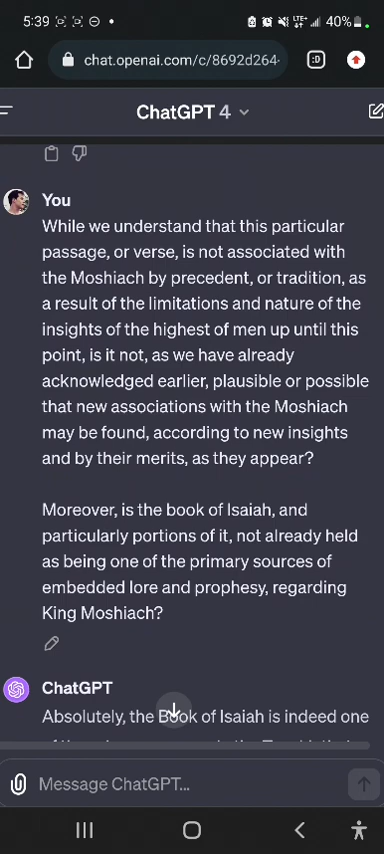 5:39
LTE+
40%
chat.openai.com/c/8692d264-
:D
ChatGPT 4
You
While we understand that this particular
passage, or verse, is not associated with
the Moshiach by precedent, or tradition, as
a result of the limitations and nature of the
insights of the highest of men up until this
point, is it not, as we have already
acknowledged earlier, plausible or possible
that new associations with the Moshiach
may be found, according to new insights
and by their merits, as they appear?
Moreover, is the book of Isaiah, and
particularly portions of it, not already held
as being one of the primary sources of
embedded lore and prophesy, regarding
King Moshiach?
ChatGPT
Absolutely, the Book of Isaiah is indeed one
Message ChatGPT...